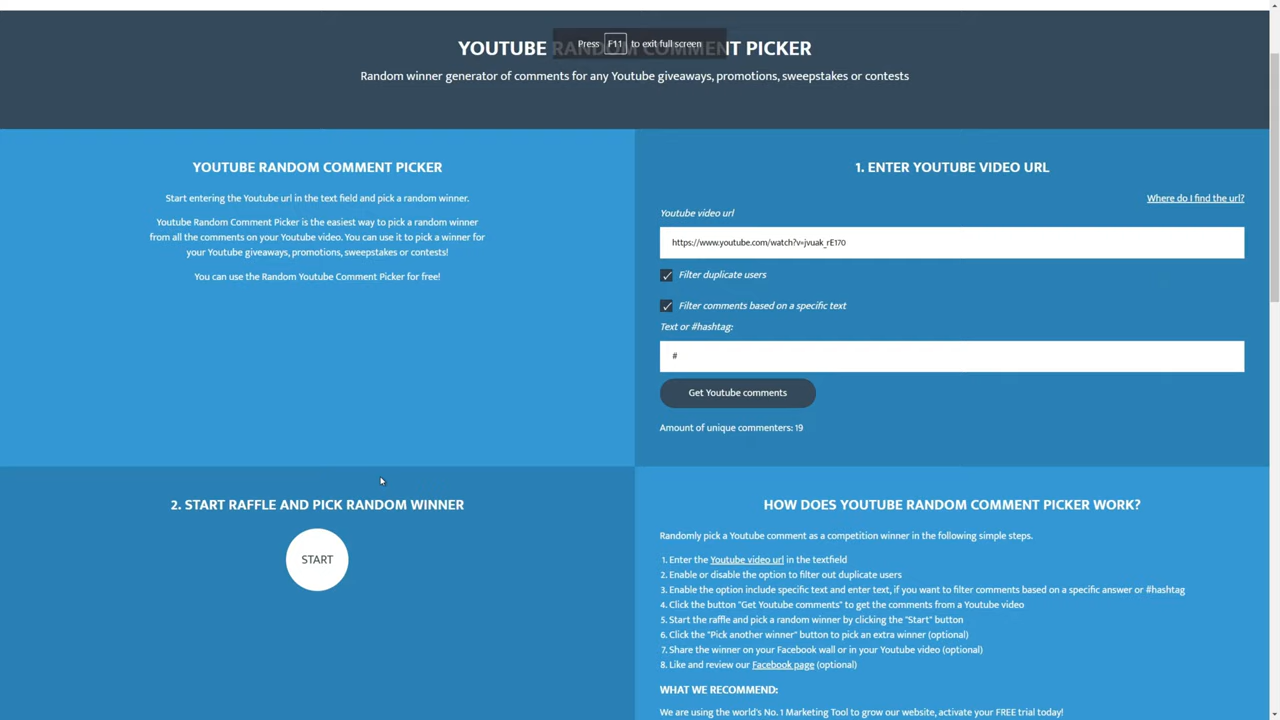 YOUTUBE RANDOM COMMENT PICKER
Press F11 to exit full screen
Random winner generator of comments for any Youtube giveaways, promotions, sweepstakes or contests
YOUTUBE RANDOM COMMENT PICKER
Start entering the Youtube url in the text field and pick a random winner.
Youtube Random Comment Picker is the easiest way to pick a random winner
from all the comments on your Youtube video. You can use it to pick a winner for
your Youtube giveaways, promotions, sweepstakes or contests!
You can use the Random Youtube Comment Picker for free!
1. ENTER YOUTUBE VIDEO URL
Where do I find the url?
Youtube video url
https://www.youtube.com/watch?v=jvuak_rE170
Filter duplicate users
Filter comments based on a specific text
Text or #hashtag:
#
Get Youtube comments
Amount of unique commenters: 19
2. START RAFFLE AND PICK RANDOM WINNER
START
HOW DOES YOUTUBE RANDOM COMMENT PICKER WORK?
Randomly pick a Youtube comment as a competition winner in the following simple steps.
1. Enter the Youtube video url in the textfield
2. Enable or disable the option to filter out duplicate users
3. Enable the option include specific text and enter text, if you want to filter comments based on a specific answer or #hashtag
4. Click the button "Get Youtube comments" to get the comments from a Youtube video
5. Start the raffle and pick a random winner by clicking the "Start" button
6. Click the "Pick another winner" button to pick an extra winner (optional)
7. Share the winner on your Facebook wall or in your Youtube video (optional)
8. Like and review our Facebook page (optional)
WHAT WE RECOMMEND:
We are using the world's No. 1 Marketing Tool to grow our website, activate your FREE trial today!